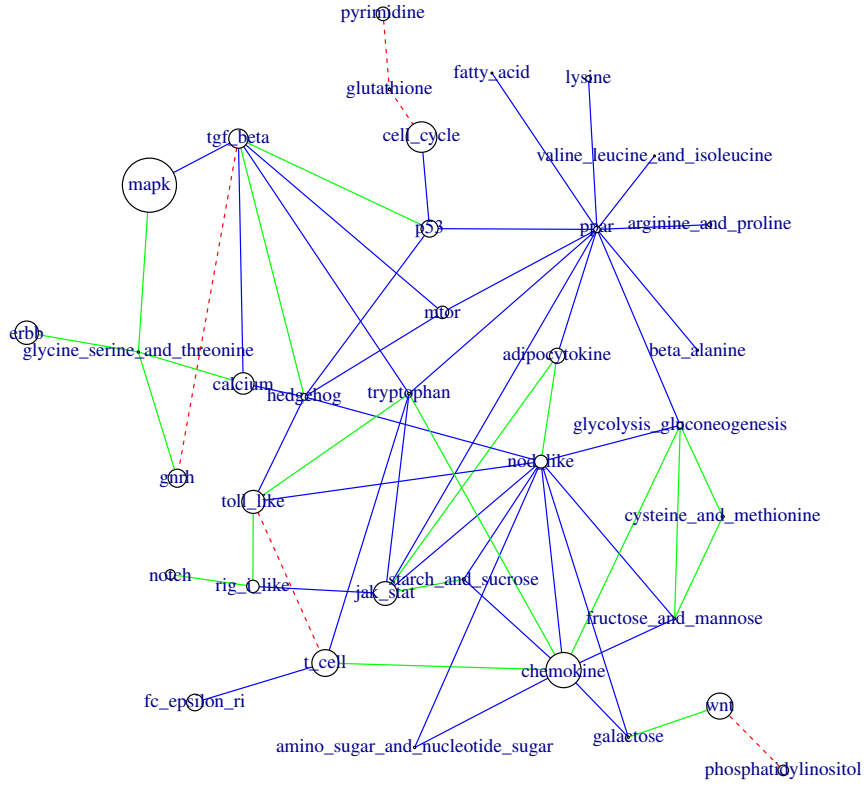 pyrimidine
fatty_acid
lysine
glutathione
cell_cycle
tgf_beta
valine_leucine_and_isoleucine
mapk
p53
ppar
arginine_and_proline
mtor
erbb
glycine_serine_and_threonine
adipocytokine
beta_alanine
calcium
hedgehog
tryptophan
glycolysis_gluconeogenesis
nod_like
gnrh
toll_like
cysteine_and_methionine
notch
rig_i_like
jak_stat
starch_and_sucrose
fructose_and_mannose
t_cell
chemokine
fc_epsilon_ri
wnt
amino_sugar_and_nucleotide_sugar
galactose
phosphatidylinositol